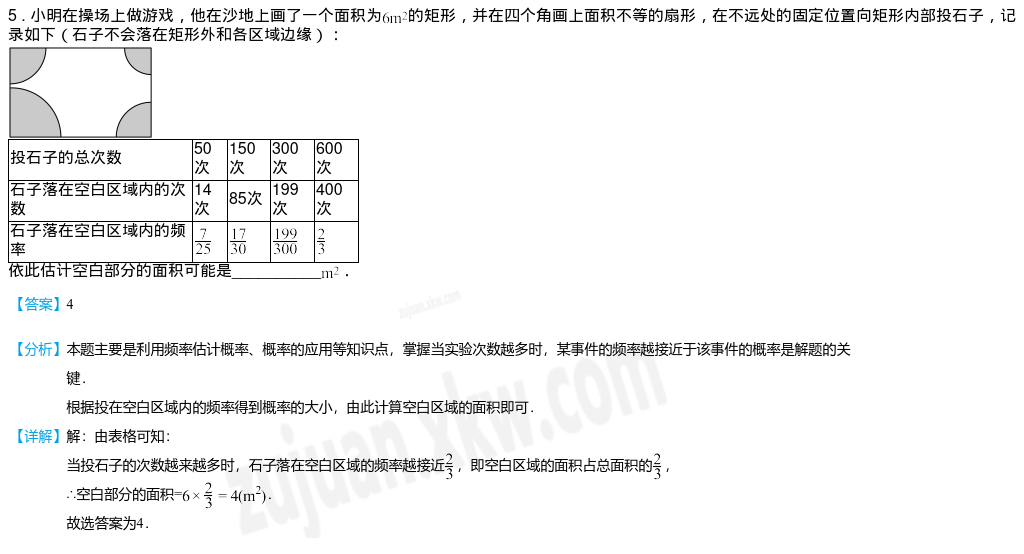 5．小明在操场上做游戏，他在沙地上画了一个面积为6m²的矩形，并在四个角画上面积不等的扇形，在不远处的固定位置向矩形内部投石子，记
录如下（石子不会落在矩形外和各区域边缘）：
投石子的总次数 50次 150次 300次 600次
石子落在空白区域内的次数 14次 85次 199次 400次
石子落在空白区域内的频率 7/25 17/30 199/300 2/3
依此估计空白部分的面积可能是__________m²．
【答案】4
【分析】本题主要是利用频率估计概率、概率的应用等知识点，掌握当实验次数越多时，某事件的频率越接近于该事件的概率是解题的关
键．
根据投在空白区域内的频率得到概率的大小，由此计算空白区域的面积即可．
【详解】解：由表格可知：
当投石子的次数越来越多时，石子落在空白区域的频率越接近2/3，即空白区域的面积占总面积的2/3，
∴空白部分的面积=6×2/3=4(m²)．
故选答案为4．
zujuan.xkw.com
zujuan.xkw.com